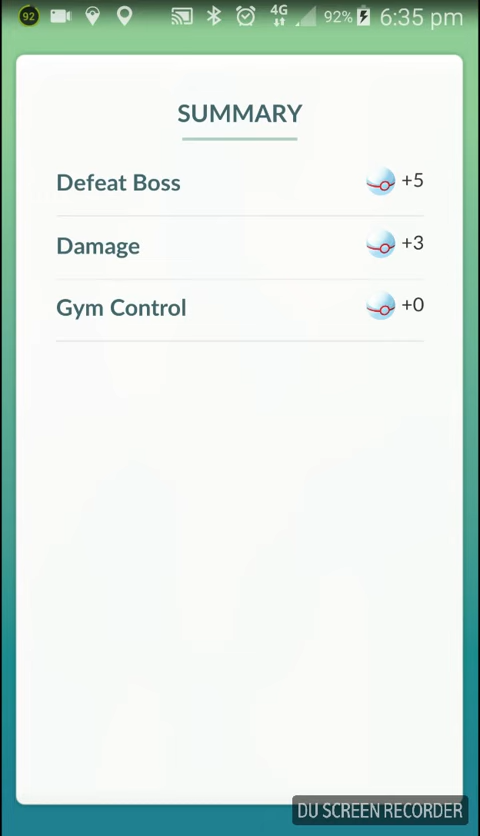 92 4G 92% 6:35 pm
SUMMARY
Defeat Boss +5
Damage +3
Gym Control +0
DU SCREEN RECORDER